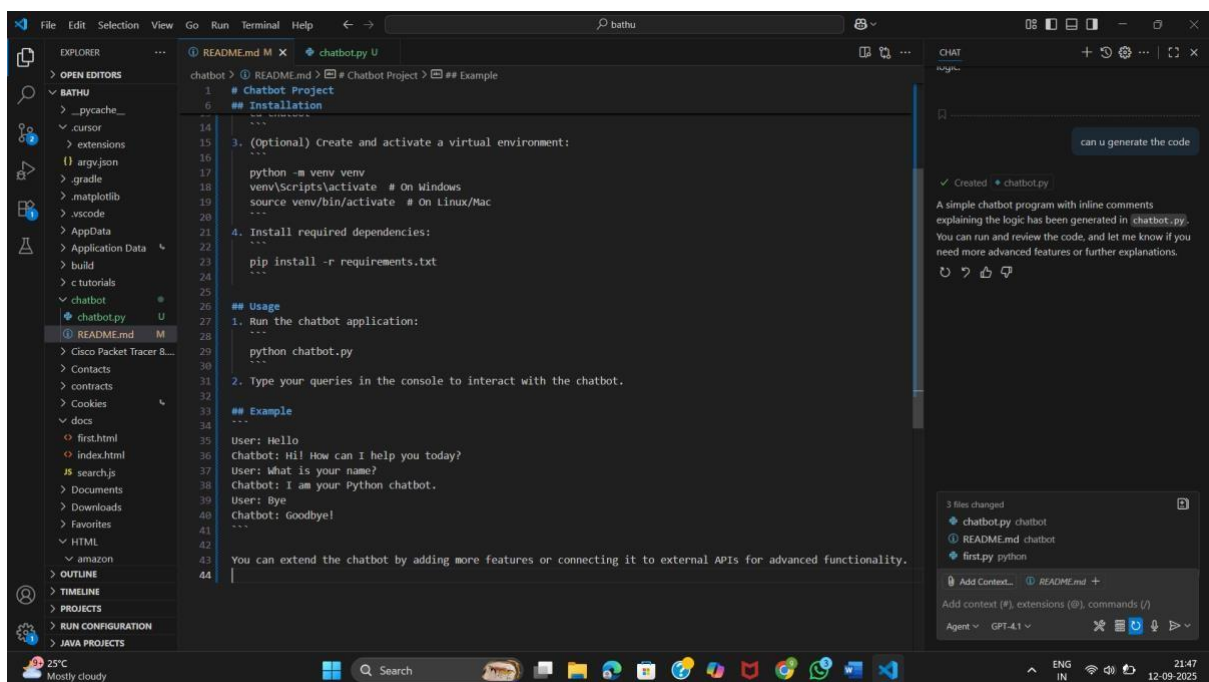 File Edit Selection View Go Run Terminal Help
bathu
EXPLORER
OPEN EDITORS
BATHU
__pycache__
.cursor
extensions
{} argv.json
.gradle
.matplotlib
.vscode
AppData
Application Data
build
c tutorials
chatbot
chatbot.py U
README.md M
Cisco Packet Tracer 8....
Contacts
contracts
Cookies
docs
first.html
index.html
JS search.js
Documents
Downloads
Favorites
HTML
amazon
OUTLINE
TIMELINE
PROJECTS
RUN CONFIGURATION
JAVA PROJECTS
README.md M chatbot.py U
chatbot > README.md > # Chatbot Project > ## Example
1 # Chatbot Project
6 ## Installation
14 ```
15 3. (Optional) Create and activate a virtual environment:
16 ```
17 python -m venv venv
18 venv\Scripts\activate # On Windows
19 source venv/bin/activate # On Linux/Mac
20 ```
21 4. Install required dependencies:
22 ```
23 pip install -r requirements.txt
24 ```
25
26 ## Usage
27 1. Run the chatbot application:
28 ```
29 python chatbot.py
30 ```
31 2. Type your queries in the console to interact with the chatbot.
32
33 ## Example
34 ```
35 User: Hello
36 Chatbot: Hi! How can I help you today?
37 User: What is your name?
38 Chatbot: I am your Python chatbot.
39 User: Bye
40 Chatbot: Goodbye!
41 ```
42
43 You can extend the chatbot by adding more features or connecting it to external APIs for advanced functionality.
44
CHAT
can u generate the code
Created chatbot.py
A simple chatbot program with inline comments
explaining the logic has been generated in chatbot.py.
You can run and review the code, and let me know if you
need more advanced features or further explanations.
3 files changed
chatbot.py chatbot
README.md chatbot
first.py python
Add Context... README.md +
Add context (#), extensions (@), commands (/)
Agent GPT-4.1
25°C
Mostly cloudy
Search
ENG
IN
21:47
12-09-2025